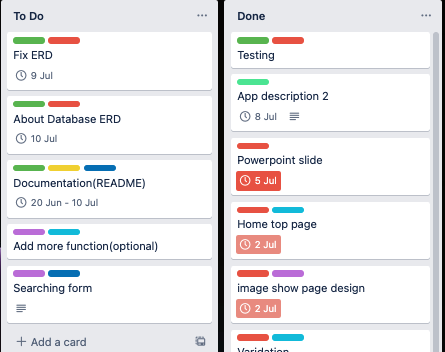 To Do
Fix ERD
9 Jul
About Database ERD
10 Jul
Documentation(README)
20 Jun - 10 Jul
Add more function(optional)
Searching form
Add a card
Done
Testing
App description 2
8 Jul
Powerpoint slide
5 Jul
Home top page
2 Jul
image show page design
2 Jul